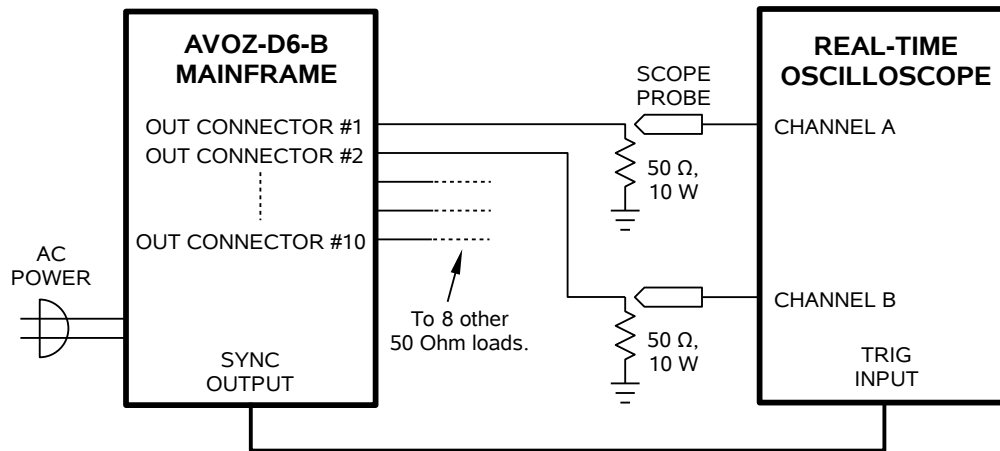 AVOZ-D6-B
MAINFRAME
OUT CONNECTOR #1
OUT CONNECTOR #2
OUT CONNECTOR #10
AC
POWER
SYNC
OUTPUT
To 8 other
50 Ohm loads.
SCOPE
PROBE
50 Ω,
10 W
50 Ω,
10 W
REAL-TIME
OSCILLOSCOPE
CHANNEL A
CHANNEL B
TRIG
INPUT